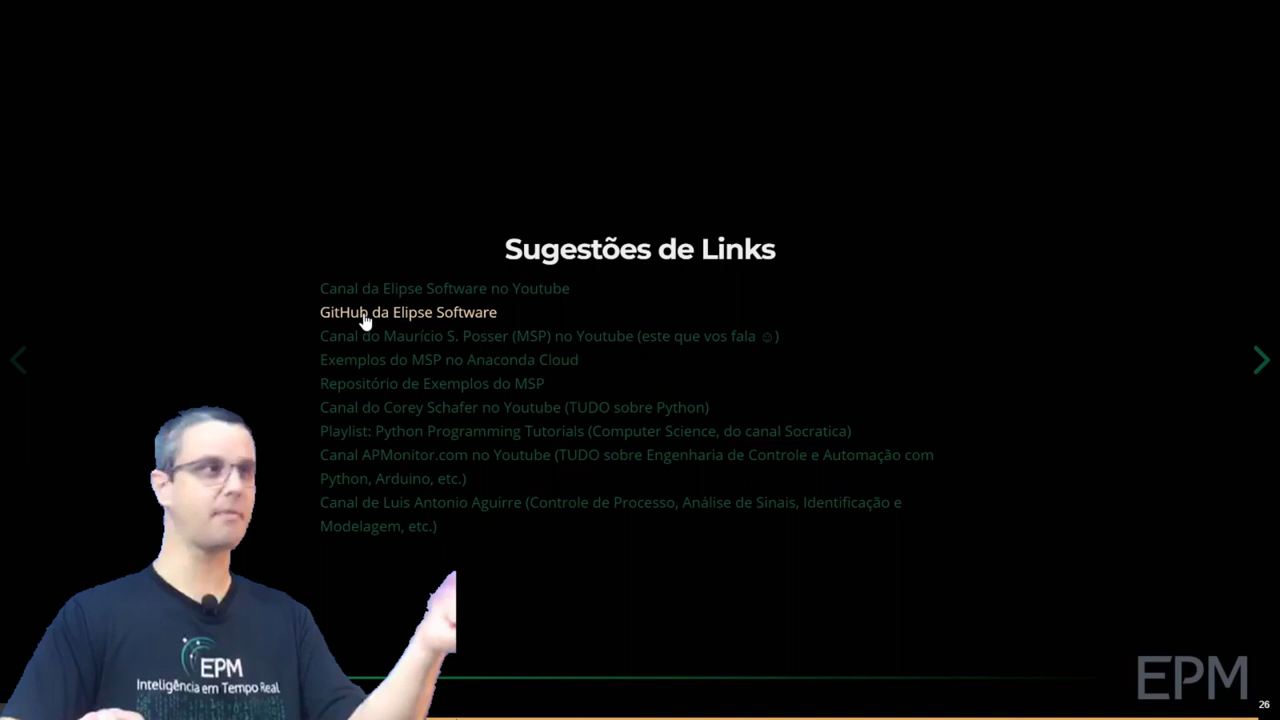 Sugestões de Links
Canal da Elipse Software no Youtube
GitHub da Elipse Software
Canal do Maurício S. Posser (MSP) no Youtube (este que vos fala ☺)
Exemplos do MSP no Anaconda Cloud
Repositório de Exemplos do MSP
Canal do Corey Schafer no Youtube (TUDO sobre Python)
Playlist: Python Programming Tutorials (Computer Science, do canal Socratica)
Canal APMonitor.com no Youtube (TUDO sobre Engenharia de Controle e Automação com
Python, Arduino, etc.)
Canal de Luis Antonio Aguirre (Controle de Processo, Análise de Sinais, Identificação e
Modelagem, etc.)
EPM
Inteligência em Tempo Real
EPM
26